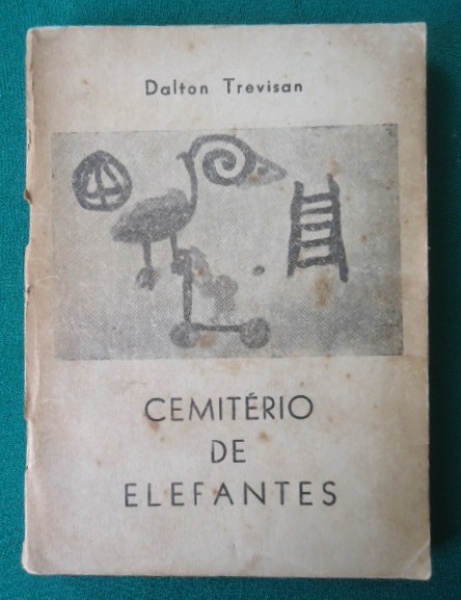 Dalton Trevisan
CEMITÉRIO
DE
ELEFANTES